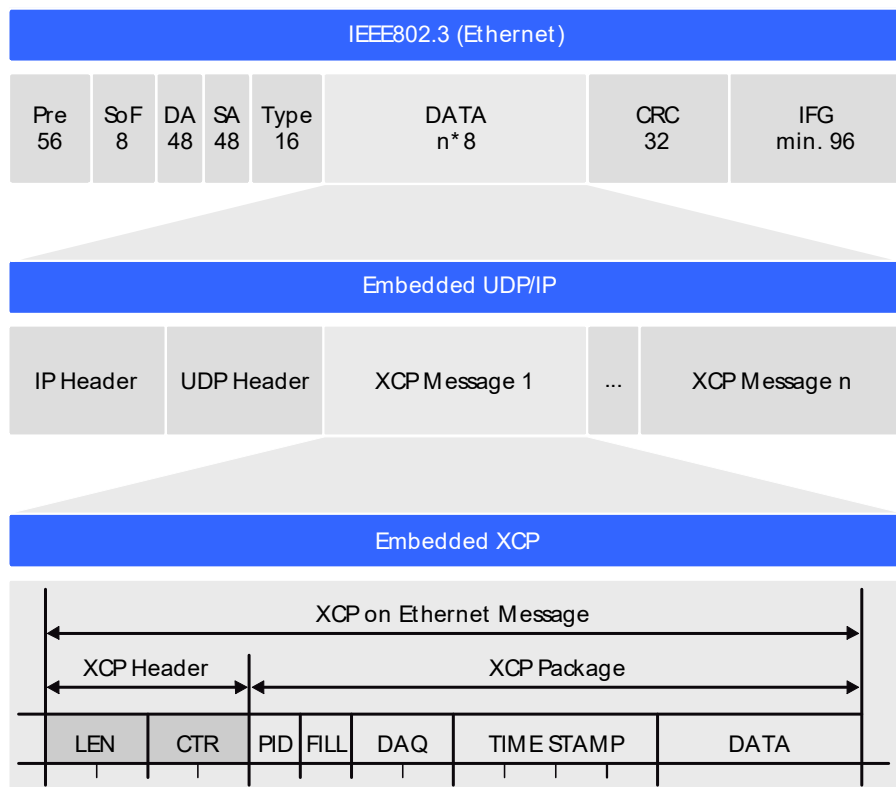 IEEE802.3 (Ethernet)
Pre SoF DA SA Type DATA CRC IFG
56 8 48 48 16 n*8 32 min. 96
Embedded UDP/IP
IP Header UDP Header XCP Message 1 ... XCP Message n
Embedded XCP
XCP on Ethernet Message
XCP Header XCP Package
LEN CTR PID FILL DAQ TIME STAMP DATA